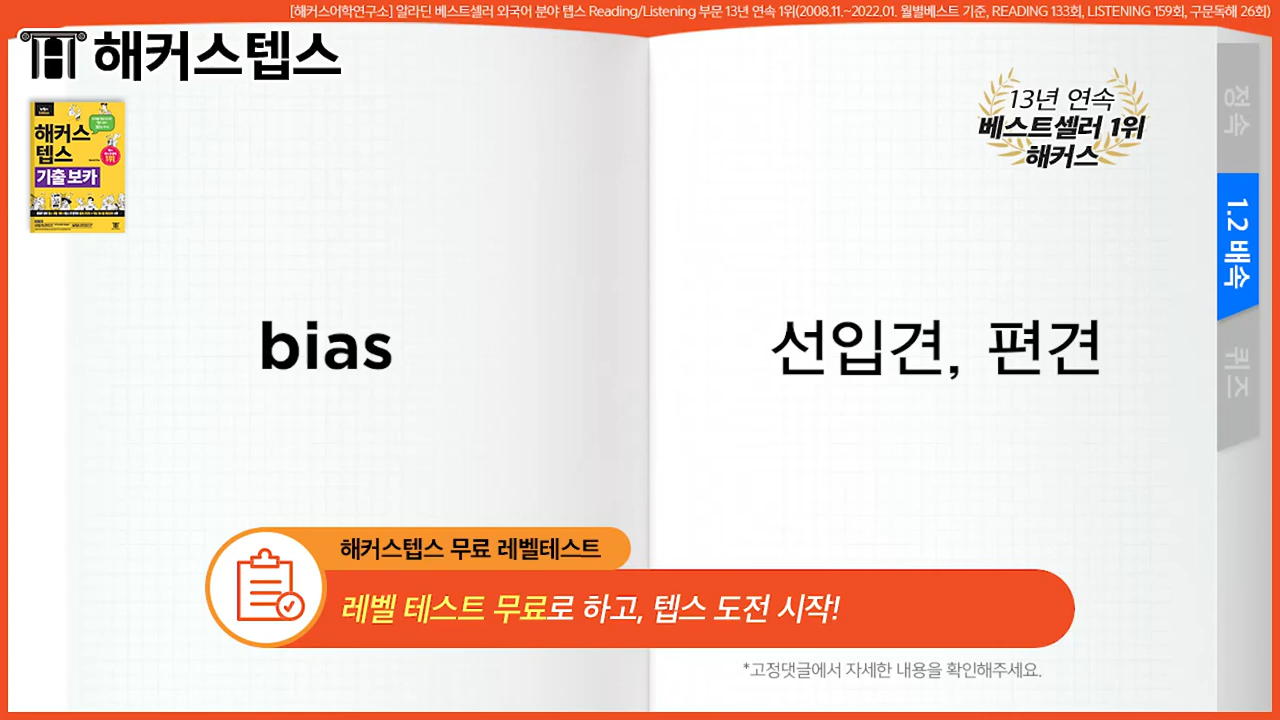 [해커스어학연구소] 알라딘 베스트셀러 외국어 분야 텝스 Reading/Listening 부문 13년 연속 1위(2008.11.~2022.01. 월별베스트 기준, READING 133회, LISTENING 159회, 구문독해 26회)
해커스텝스
해커스
텝스
기출 보카
13년 연속
베스트셀러 1위
해커스
정속
1.2 배속
퀴즈
bias
선입견, 편견
해커스텝스 무료 레벨테스트
레벨 테스트 무료로 하고, 텝스 도전 시작!
*고정댓글에서 자세한 내용을 확인해주세요.